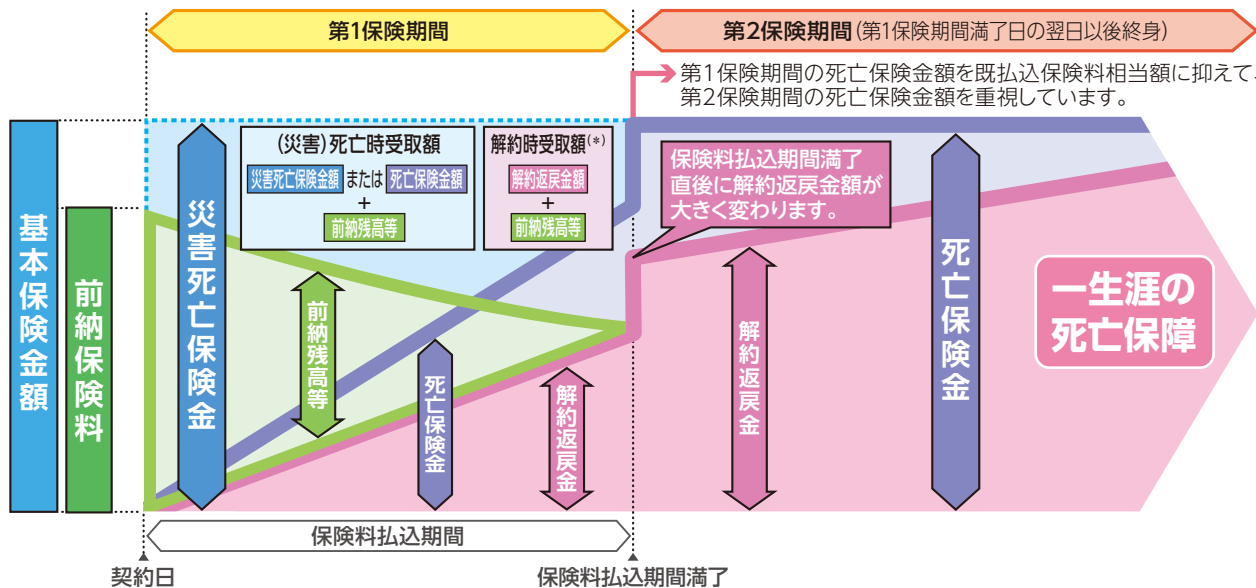 第1保険期間
第2保険期間(第1保険期間満了日の翌日以後終身)
第1保険期間の死亡保険金額を既払込保険料相当額に抑えて、
第2保険期間の死亡保険金額を重視しています。
基本保険金額
前納保険料
災害死亡保険金
(災害)死亡時受取額
災害死亡保険金額 または 死亡保険金額
+
前納残高等
解約時受取額(*)
解約返戻金額
+
前納残高等
保険料払込期間満了
直後に解約返戻金額が
大きく変わります。
前納残高等
死亡保険金
解約返戻金
解約返戻金
死亡保険金
一生涯の
死亡保障
保険料払込期間
契約日
保険料払込期間満了